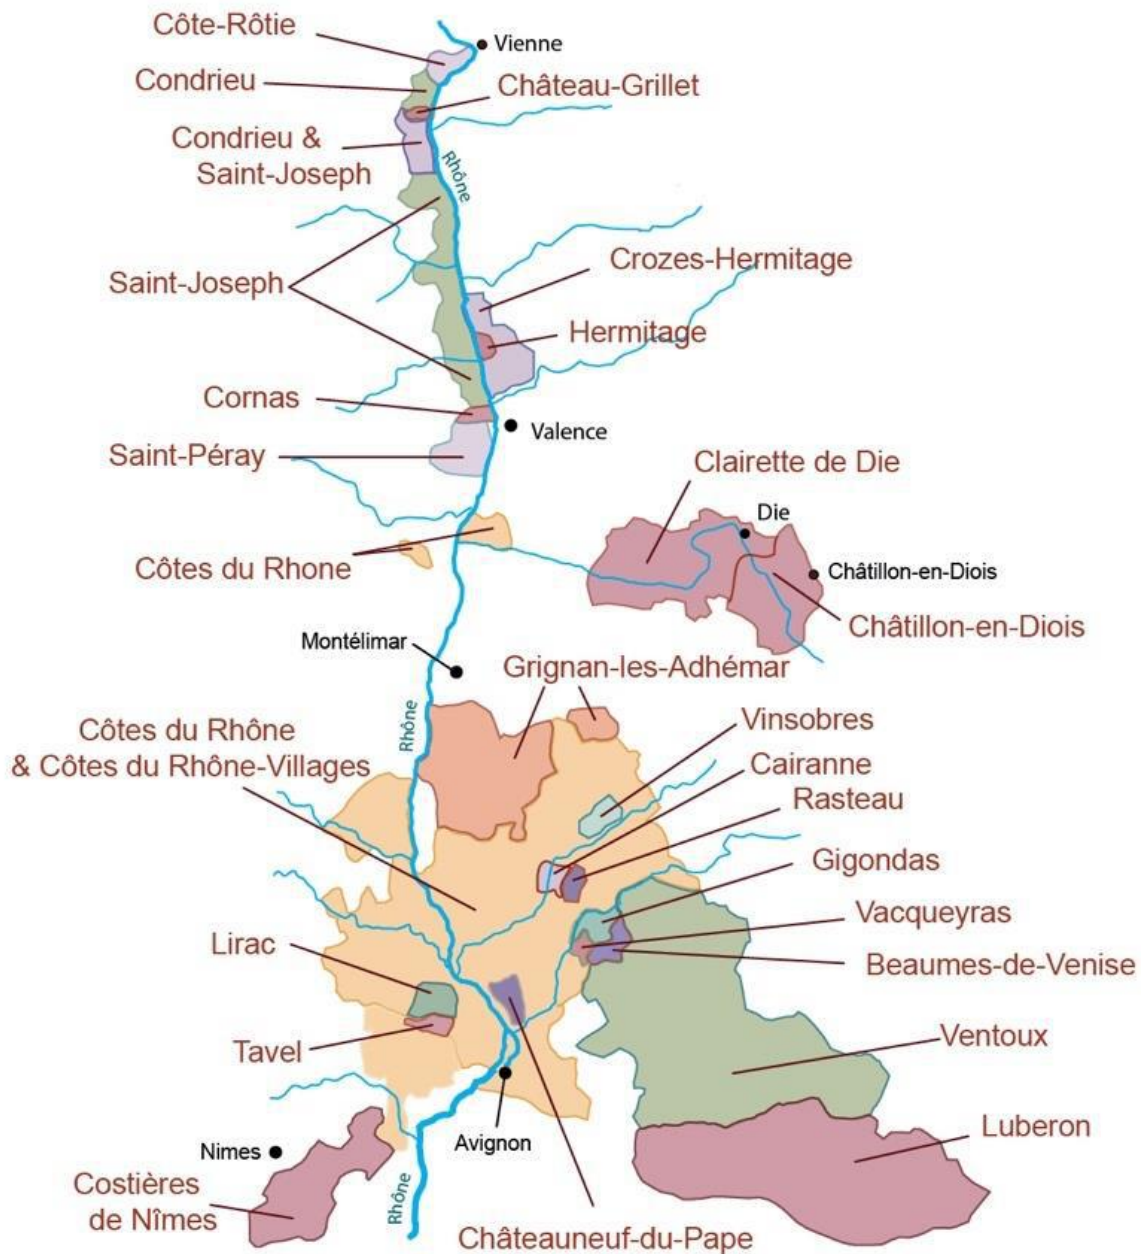 Côte-Rôtie
Vienne
Condrieu
Château-Grillet
Condrieu &
Saint-Joseph
Rhône
Saint-Joseph
Crozes-Hermitage
Hermitage
Cornas
Valence
Saint-Péray
Clairette de Die
Die
Côtes du Rhone
Châtillon-en-Diois
Châtillon-en-Diois
Montélimar
Grignan-les-Adhémar
Rhône
Côtes du Rhône
& Côtes du Rhône-Villages
Vinsobres
Cairanne
Rasteau
Gigondas
Vacqueyras
Lirac
Beaumes-de-Venise
Tavel
Ventoux
Luberon
Avignon
Nimes
Costières
de Nîmes
Rhône
Châteauneuf-du-Pape